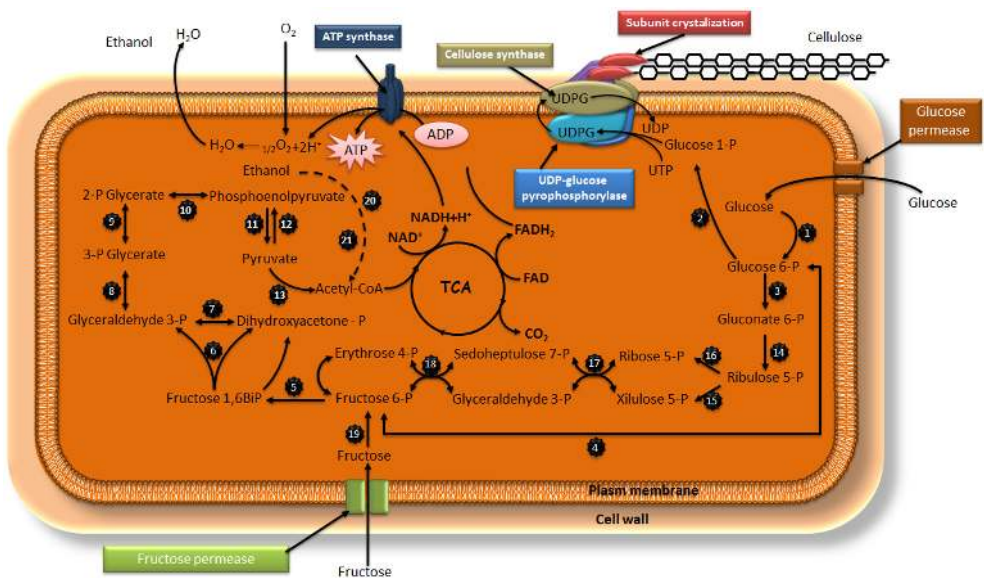 Ethanol
H₂O
O₂
ATP synthase
Cellulose synthase
Subunit crystalization
Cellulose
UDPG
UDP
UDPG
Glucose 1-P
UTP
UDP-glucose
pyrophosphorylase
Glucose
permease
Glucose
Glucose
ADP
ATP
H₂O
1/2O₂+2H⁺
Ethanol
2-P Glycerate
Phosphoenolpyruvate
10
20
9
11
12
21
2
1
NADH+H⁺
NAD⁺
FADH₂
3-P Glycerate
Pyruvate
Glucose 6-P
8
13
Acetyl-CoA
TCA
FAD
3
Glyceraldehyde 3-P
7
Dihydroxyacetone - P
CO₂
Gluconate 6-P
6
Erythrose 4-P
18
Sedoheptulose 7-P
17
Ribose 5-P
16
14
Ribulose 5-P
5
Fructose 1,6BiP
Fructose 6-P
Glyceraldehyde 3-P
Xilulose 5-P
15
19
4
Fructose
Plasm membrane
Cell wall
Fructose permease
Fructose